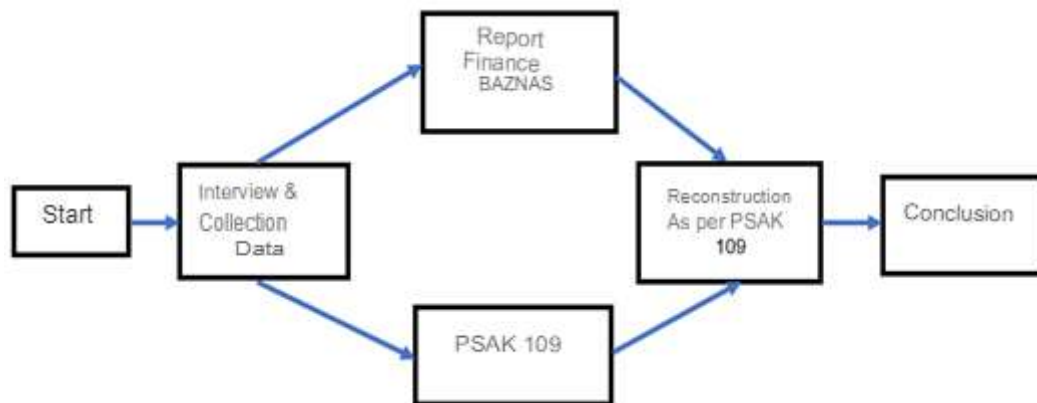 Start
Interview &
Collection
Data
Report
Finance
BAZNAS
PSAK 109
Reconstruction
As per PSAK
109
Conclusion